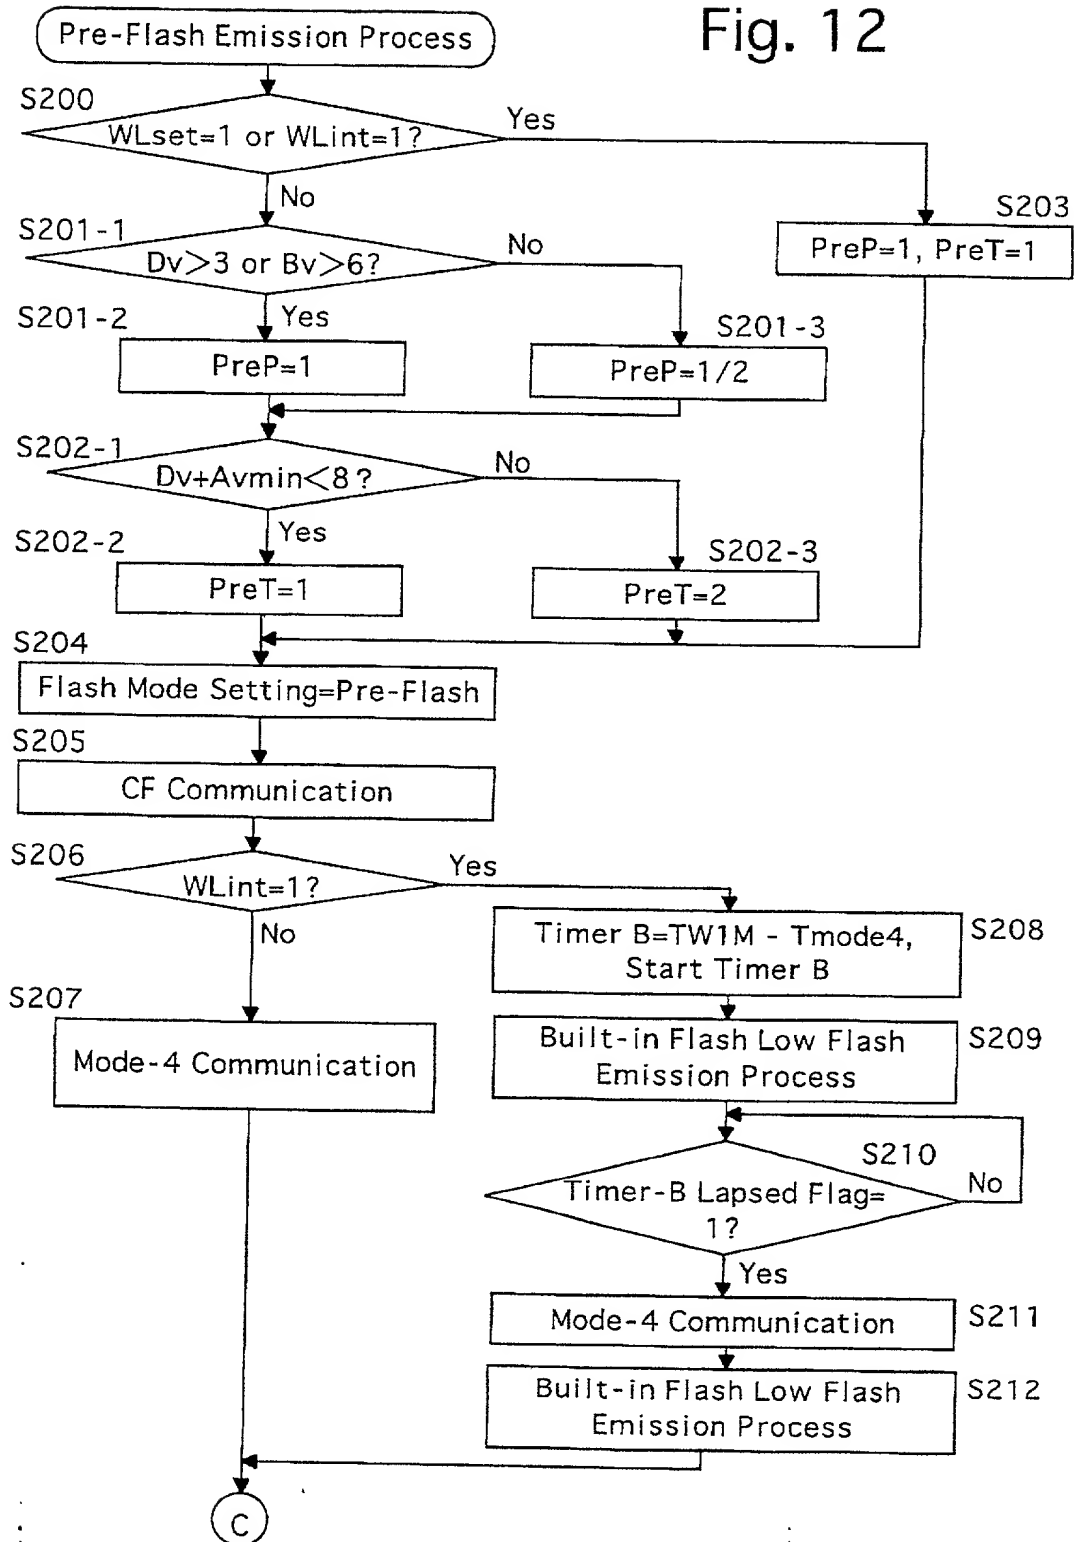 Fig. 12
Pre-Flash Emission Process
S200
WLset=1 or WLint=1?
Yes
No
S203
PreP=1, PreT=1
S201-1
Dv>3 or Bv>6?
No
Yes
S201-2
PreP=1
S201-3
PreP=1/2
S202-1
Dv+Avmin<8?
No
Yes
S202-2
PreT=1
S202-3
PreT=2
S204
Flash Mode Setting=Pre-Flash
S205
CF Communication
S206
WLint=1?
Yes
No
S207
Mode-4 Communication
Timer B=TW1M - Tmode4,
Start Timer B
S208
Built-in Flash Low Flash
Emission Process
S209
S210
Timer-B Lapsed Flag=
1?
No
Yes
Mode-4 Communication
S211
Built-in Flash Low Flash
Emission Process
S212
C